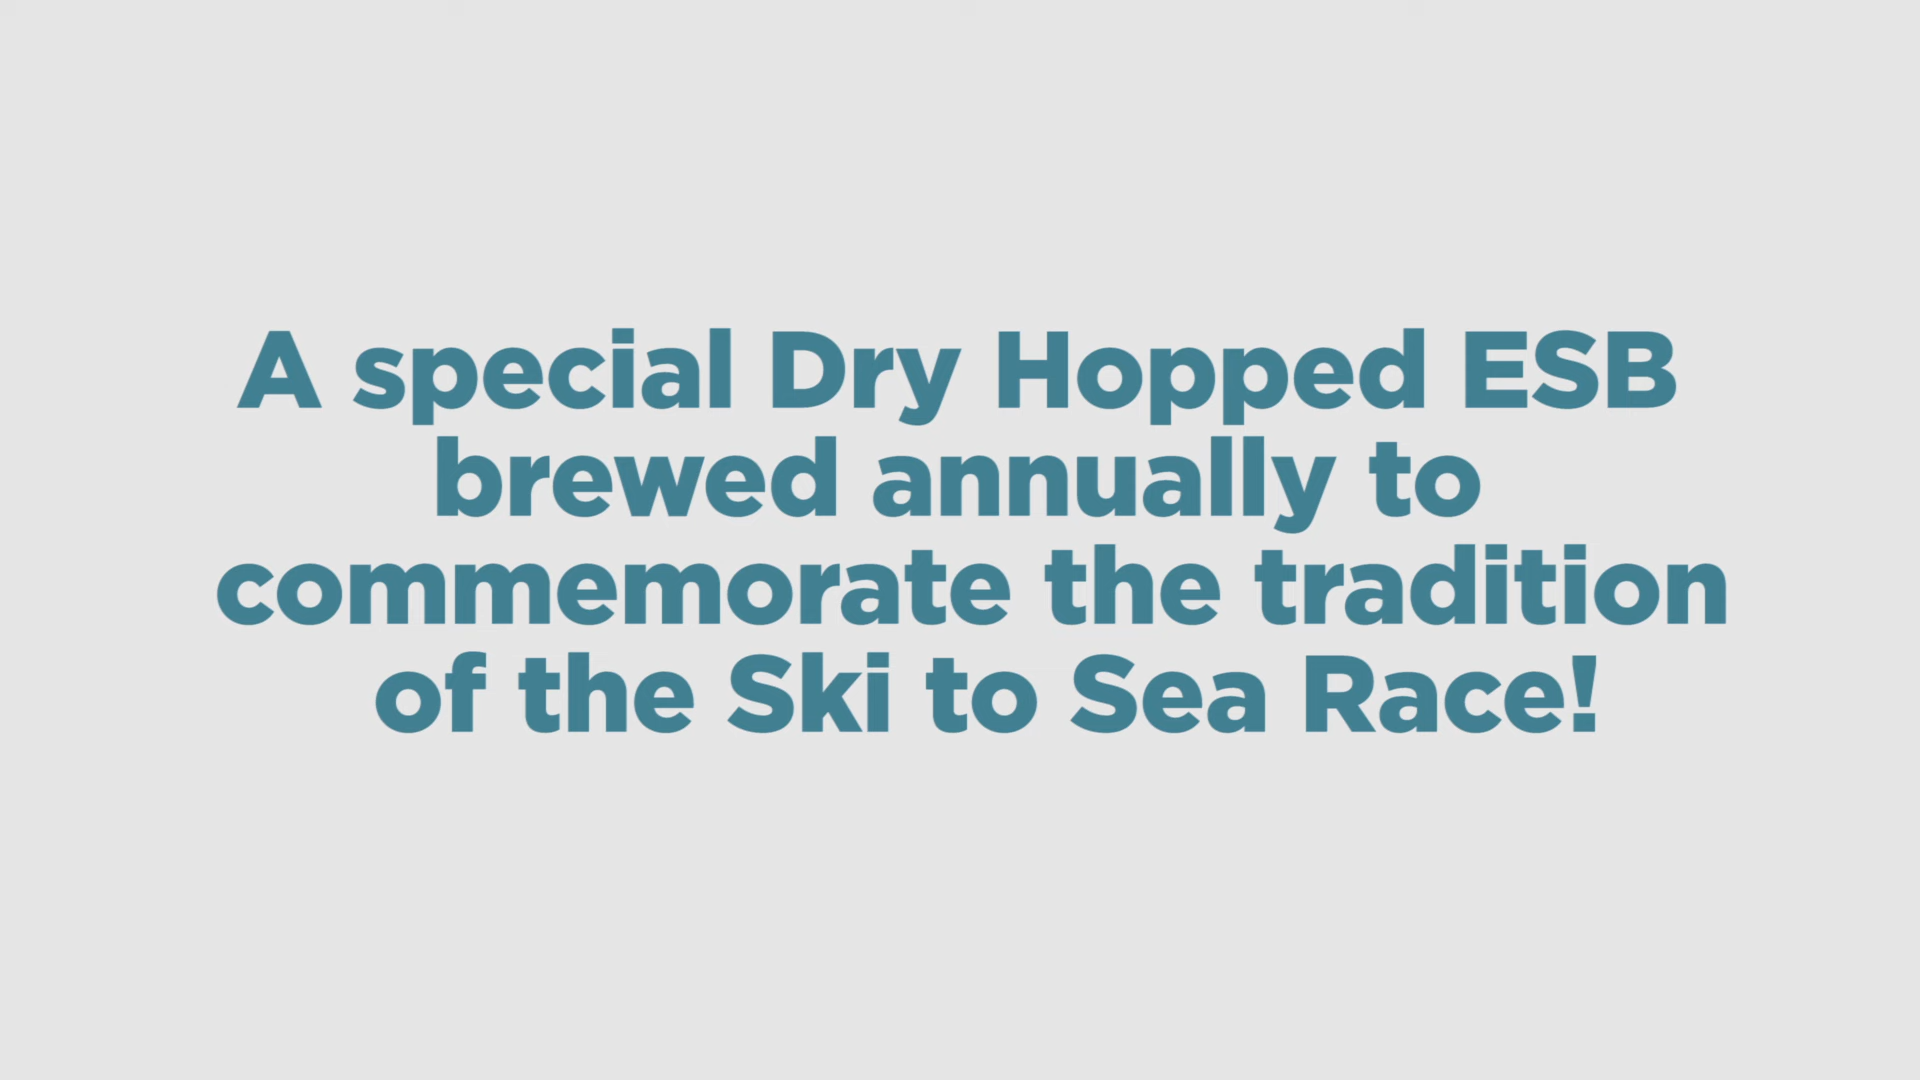 A special Dry Hopped ESB
brewed annually to
commemorate the tradition
of the Ski to Sea Race!